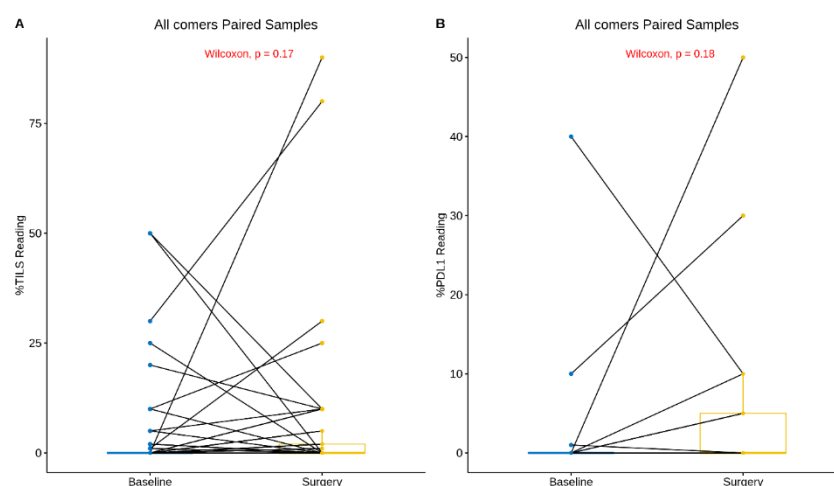 A
All comers Paired Samples
Wilcoxon, p = 0.17
%TILS Reading
75
50
25
0
Baseline
Surgery
B
All comers Paired Samples
Wilcoxon, p = 0.18
%PDL1 Reading
50
40
30
20
10
0
Baseline
Surgery